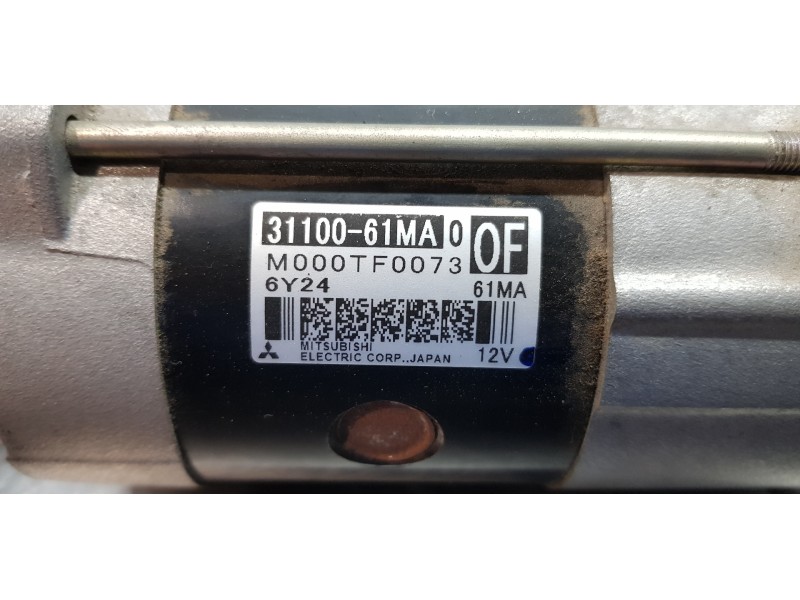 31100-61MA 0 OF
M000TF0073
6Y24 61MA
MITSUBISHI
ELECTRIC CORP.,JAPAN 12V